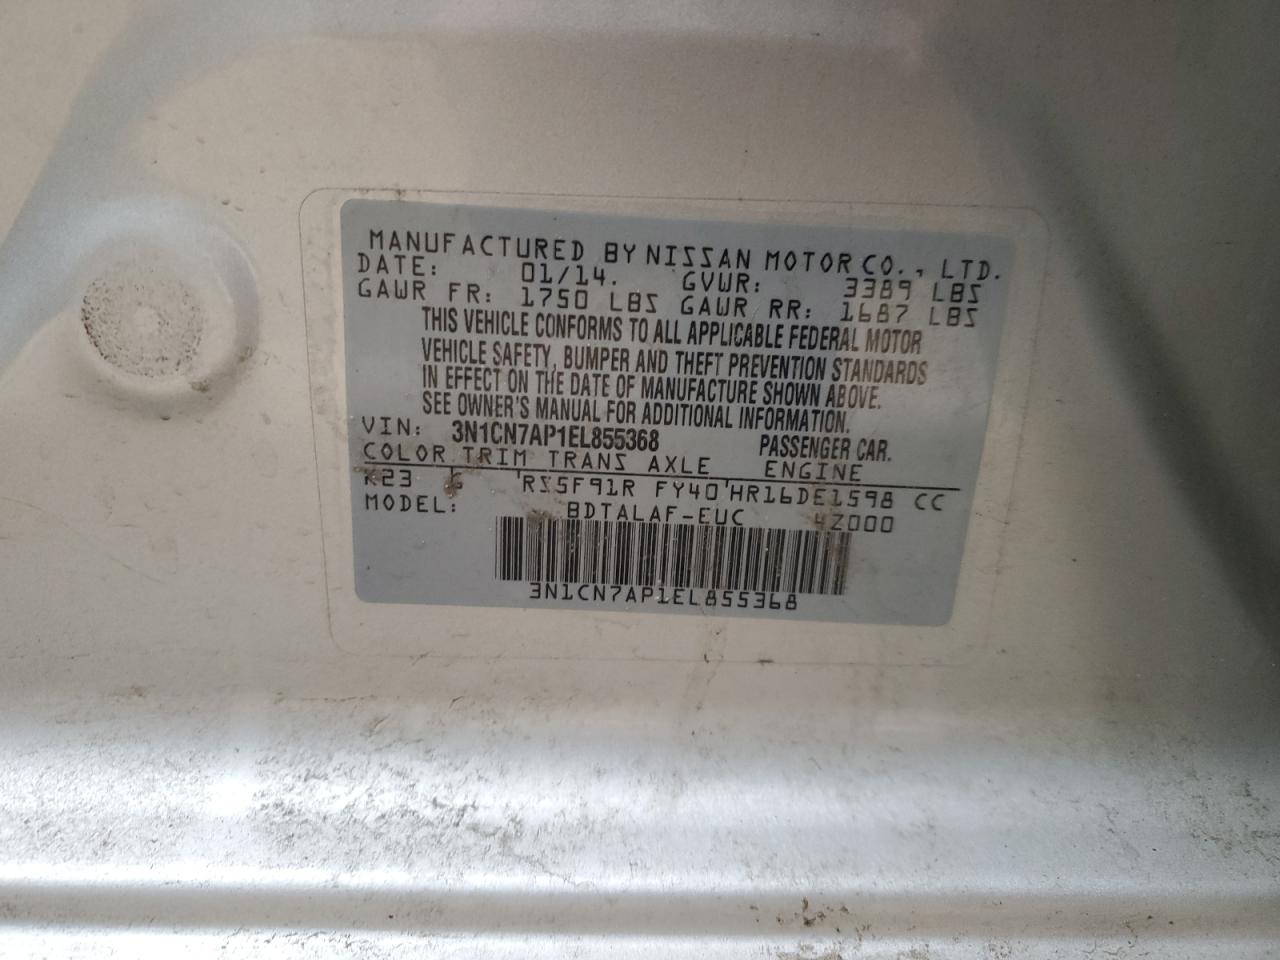 MANUFACTURED BY NISSAN MOTOR CO., LTD.
DATE: 01/14. GVWR: 3389 LBS
GAWR FR: 1750 LBS GAWR RR: 1687 LBS
THIS VEHICLE CONFORMS TO ALL APPLICABLE FEDERAL MOTOR
VEHICLE SAFETY, BUMPER AND THEFT PREVENTION STANDARDS
IN EFFECT ON THE DATE OF MANUFACTURE SHOWN ABOVE.
SEE OWNER'S MANUAL FOR ADDITIONAL INFORMATION.
VIN: 3N1CN7AP1EL855368 PASSENGER CAR.
COLOR TRIM TRANS AXLE ENGINE
K23 G RS5F91R FY40 HR16DE1598 CC
MODEL: BDTALAF-EUC 4Z000
3N1CN7AP1EL855368